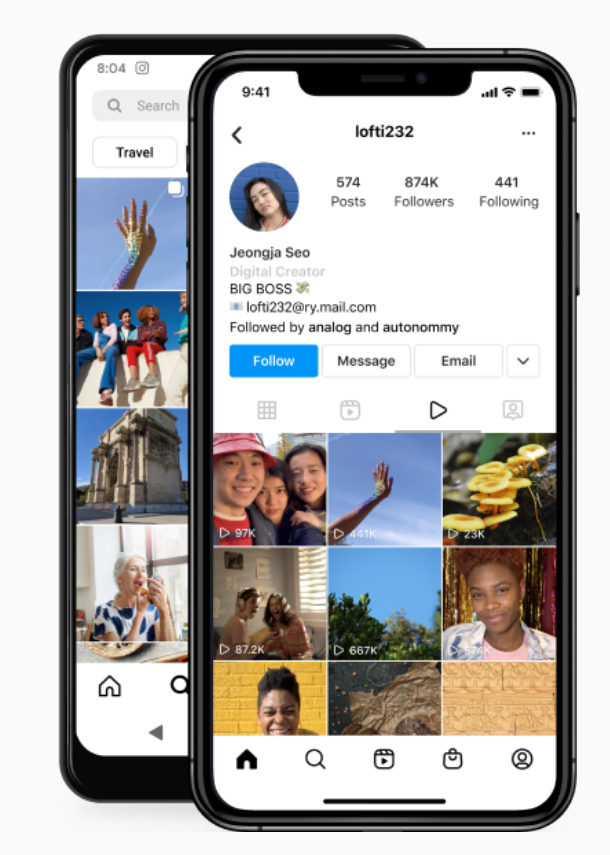 8:04
Search
Travel
9:41
lofti232
574 874K 441
Posts Followers Following
Jeongja Seo
Digital Creator
BIG BOSS 💸
📧 lofti232@ry.mail.com
Followed by analog and autonommy
Follow Message Email
97K 441K 23K
87.2K 667K